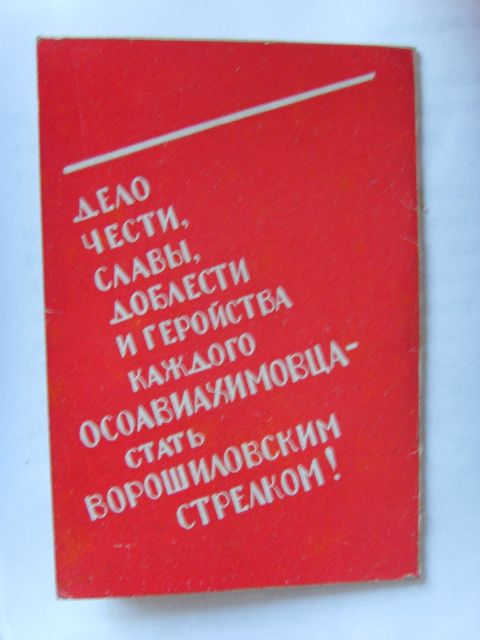 ДЕЛО
ЧЕСТИ,
СЛАВЫ,
ДОБЛЕСТИ
И ГЕРОЙСТВА
КАЖДОГО
ОСОАВИАХИМОВЦА-
СТАТЬ
ВОРОШИЛОВСКИМ
СТРЕЛКОМ!